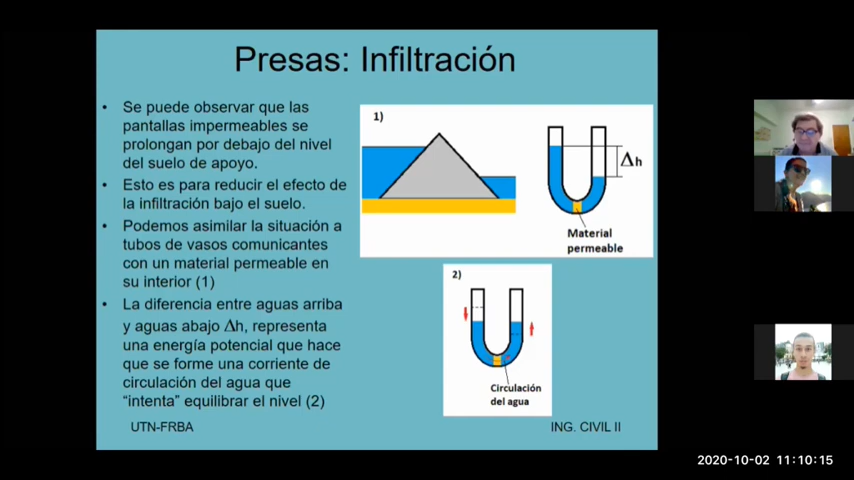 Presas: Infiltración
• Se puede observar que las
pantallas impermeables se
prolongan por debajo del nivel
del suelo de apoyo.
• Esto es para reducir el efecto de
la infiltración bajo el suelo.
• Podemos asimilar la situación a
tubos de vasos comunicantes
con un material permeable en
su interior (1)
• La diferencia entre aguas arriba
y aguas abajo Δh, representa
una energía potencial que hace
que se forme una corriente de
circulación del agua que
“intenta” equilibrar el nivel (2)
1)
Δh
Material
permeable
2)
Circulación
del agua
UTN-FRBA
ING. CIVIL II
2020-10-02 11:10:15